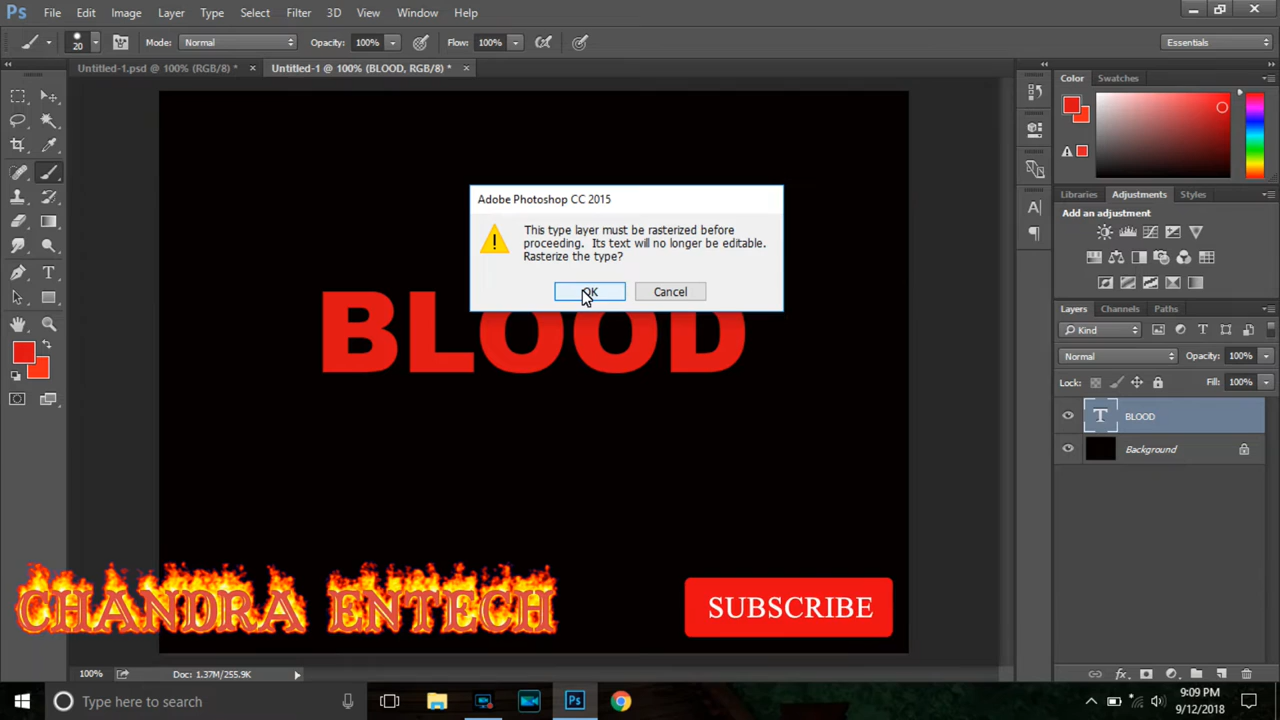 Ps File Edit Image Layer Type Select Filter 3D View Window Help
20 Mode: Normal Opacity: 100% Flow: 100% Essentials
Untitled-1.psd @ 100% (RGB/8) * × Untitled-1 @ 100% (BLOOD, RGB/8) * ×
Color Swatches
Adobe Photoshop CC 2015
This type layer must be rasterized before
proceeding. Its text will no longer be editable.
Rasterize the type?
OK Cancel
Libraries Adjustments Styles
Add an adjustment
BLOOD
Layers Channels Paths
Kind
Normal Opacity: 100%
Lock: Fill: 100%
T BLOOD
Background
CHANDRA ENTECH
SUBSCRIBE
100% Doc: 1.37M/255.9K
Type here to search
Ps
9:09 PM
9/12/2018